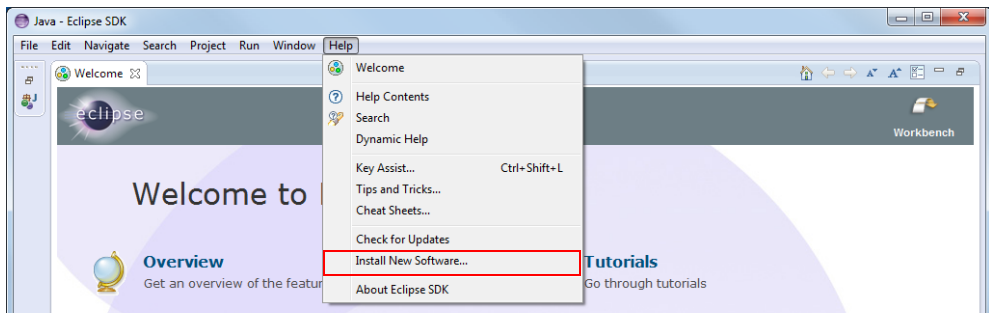 Java - Eclipse SDK
File Edit Navigate Search Project Run Window Help
Welcome
eclipse
Workbench
Welcome to
Overview
Get an overview of the featur
Tutorials
Go through tutorials
Welcome
Help Contents
Search
Dynamic Help
Key Assist... Ctrl+Shift+L
Tips and Tricks...
Cheat Sheets...
Check for Updates
Install New Software...
About Eclipse SDK